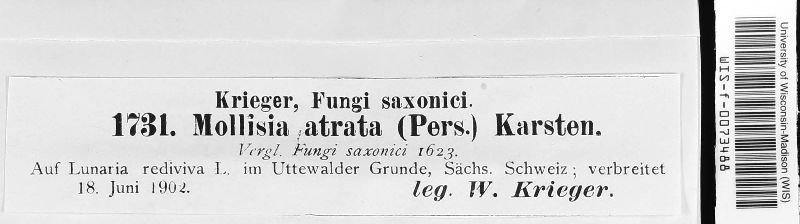 Krieger, Fungi saxonici.
1731. Mollisia atrata (Pers.) Karsten.
Vergl. Fungi saxonici 1623.
Auf Lunaria rediviva L. im Uttewalder Grunde, Sächs. Schweiz; verbreitet
18. Juni 1902. leg. W. Krieger.
University of Wisconsin-Madison (WIS)
WIS-f-0073488